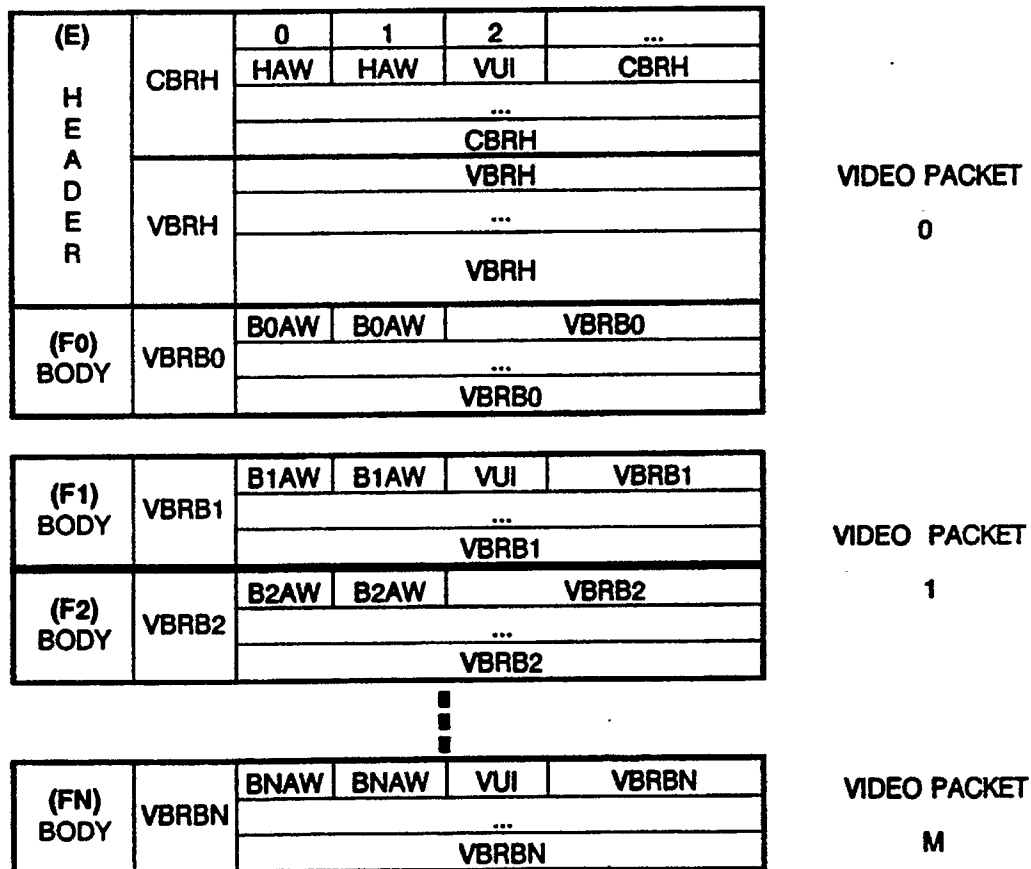 (E) HEADER CBRH 0 1 2 ...
HAW HAW VUI CBRH
...
CBRH
VBRH VBRH
...
VBRH
VIDEO PACKET
0
(F0) BODY VBRB0 B0AW B0AW VBRB0
...
VBRB0
(F1) BODY VBRB1 B1AW B1AW VUI VBRB1
...
VBRB1
VIDEO PACKET
1
(F2) BODY VBRB2 B2AW B2AW VBRB2
...
VBRB2
(FN) BODY VBRBN BNAW BNAW VUI VBRBN
...
VBRBN
VIDEO PACKET
M